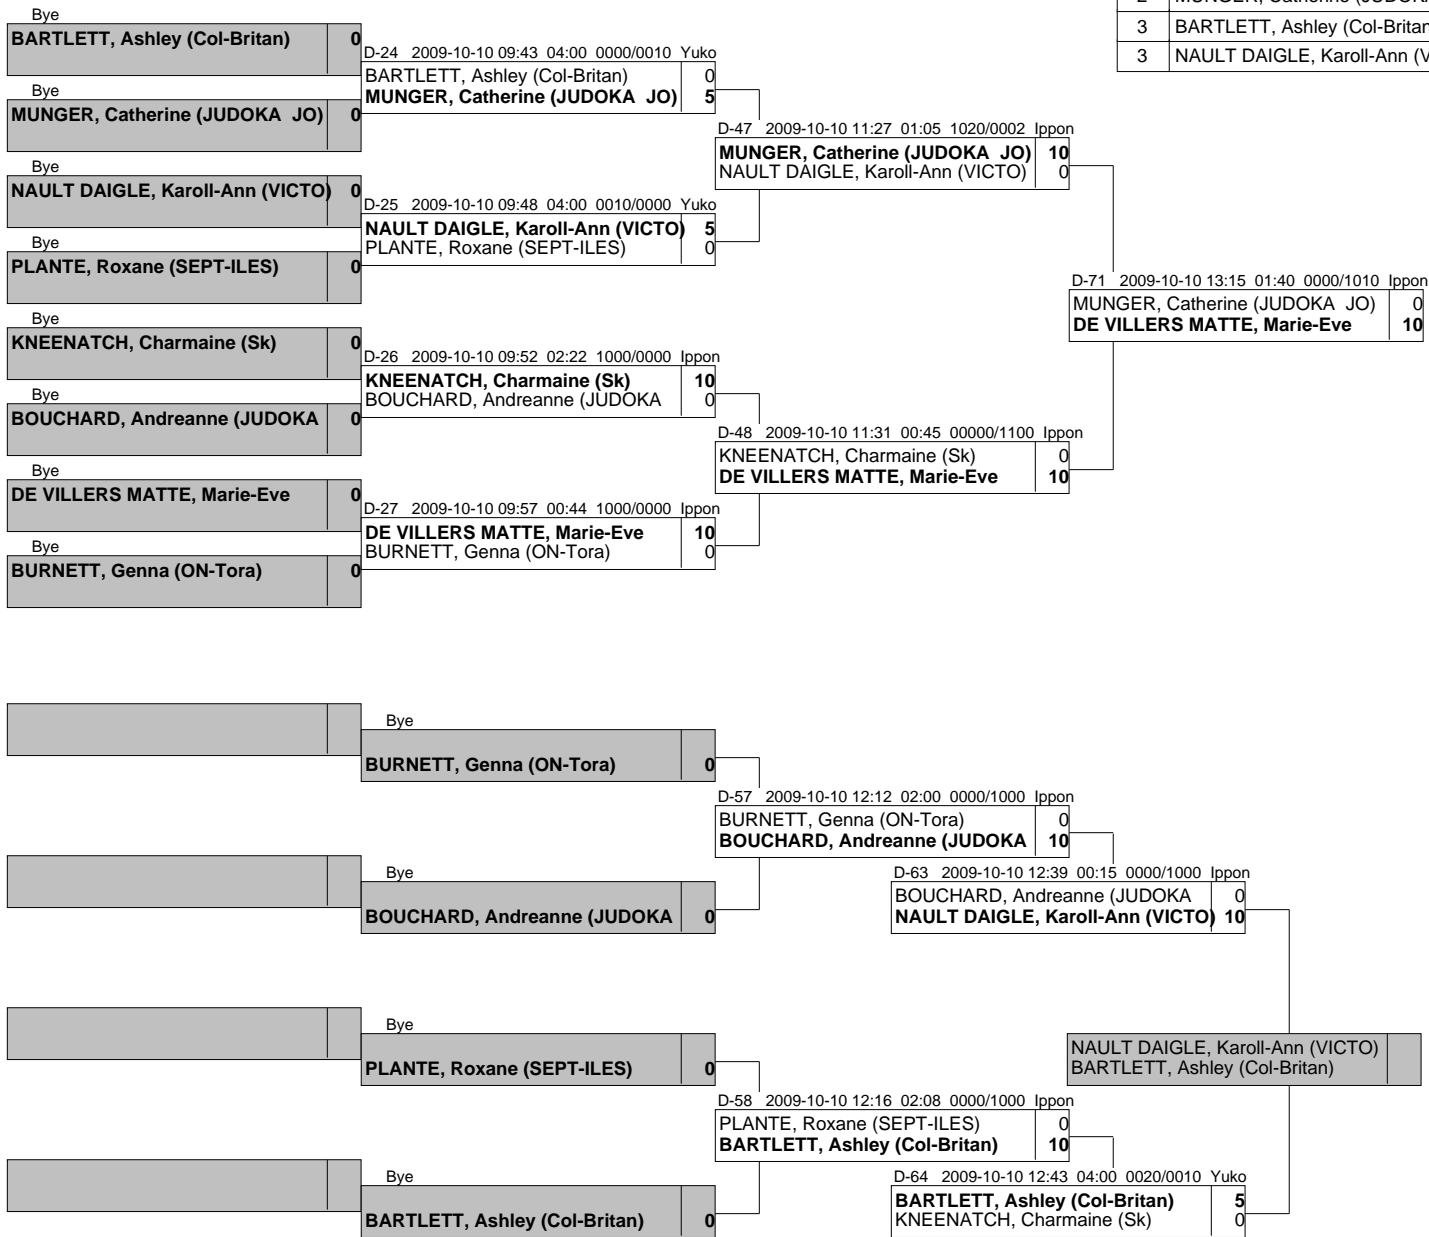 2 MUNGER, Catherine (JUDOKA
3 BARTLETT, Ashley (Col-Britan
3 NAULT DAIGLE, Karoll-Ann (V
Bye
BARTLETT, Ashley (Col-Britan) 0
Bye
MUNGER, Catherine (JUDOKA JO) 0
Bye
NAULT DAIGLE, Karoll-Ann (VICTO) 0
Bye
PLANTE, Roxane (SEPT-ILES) 0
Bye
KNEENATCH, Charmaine (Sk) 0
Bye
BOUCHARD, Andreanne (JUDOKA 0
Bye
DE VILLERS MATTE, Marie-Eve 0
Bye
BURNETT, Genna (ON-Tora) 0
D-24 2009-10-10 09:43 04:00 0000/0010 Yuko
BARTLETT, Ashley (Col-Britan) 0
MUNGER, Catherine (JUDOKA JO) 5
D-25 2009-10-10 09:48 04:00 0010/0000 Yuko
NAULT DAIGLE, Karoll-Ann (VICTO) 5
PLANTE, Roxane (SEPT-ILES) 0
D-26 2009-10-10 09:52 02:22 1000/0000 Ippon
KNEENATCH, Charmaine (Sk) 10
BOUCHARD, Andreanne (JUDOKA 0
D-27 2009-10-10 09:57 00:44 1000/0000 Ippon
DE VILLERS MATTE, Marie-Eve 10
BURNETT, Genna (ON-Tora) 0
D-47 2009-10-10 11:27 01:05 1020/0002 Ippon
MUNGER, Catherine (JUDOKA JO) 10
NAULT DAIGLE, Karoll-Ann (VICTO) 0
D-48 2009-10-10 11:31 00:45 00000/1100 Ippon
KNEENATCH, Charmaine (Sk) 0
DE VILLERS MATTE, Marie-Eve 10
D-71 2009-10-10 13:15 01:40 0000/1010 Ippon
MUNGER, Catherine (JUDOKA JO) 0
DE VILLERS MATTE, Marie-Eve 10
Bye
BURNETT, Genna (ON-Tora) 0
Bye
BOUCHARD, Andreanne (JUDOKA 0
Bye
PLANTE, Roxane (SEPT-ILES) 0
Bye
BARTLETT, Ashley (Col-Britan) 0
D-57 2009-10-10 12:12 02:00 0000/1000 Ippon
BURNETT, Genna (ON-Tora) 0
BOUCHARD, Andreanne (JUDOKA 10
D-58 2009-10-10 12:16 02:08 0000/1000 Ippon
PLANTE, Roxane (SEPT-ILES) 0
BARTLETT, Ashley (Col-Britan) 10
D-63 2009-10-10 12:39 00:15 0000/1000 Ippon
BOUCHARD, Andreanne (JUDOKA 0
NAULT DAIGLE, Karoll-Ann (VICTO) 10
D-64 2009-10-10 12:43 04:00 0020/0010 Yuko
BARTLETT, Ashley (Col-Britan) 5
KNEENATCH, Charmaine (Sk) 0
NAULT DAIGLE, Karoll-Ann (VICTO)
BARTLETT, Ashley (Col-Britan)